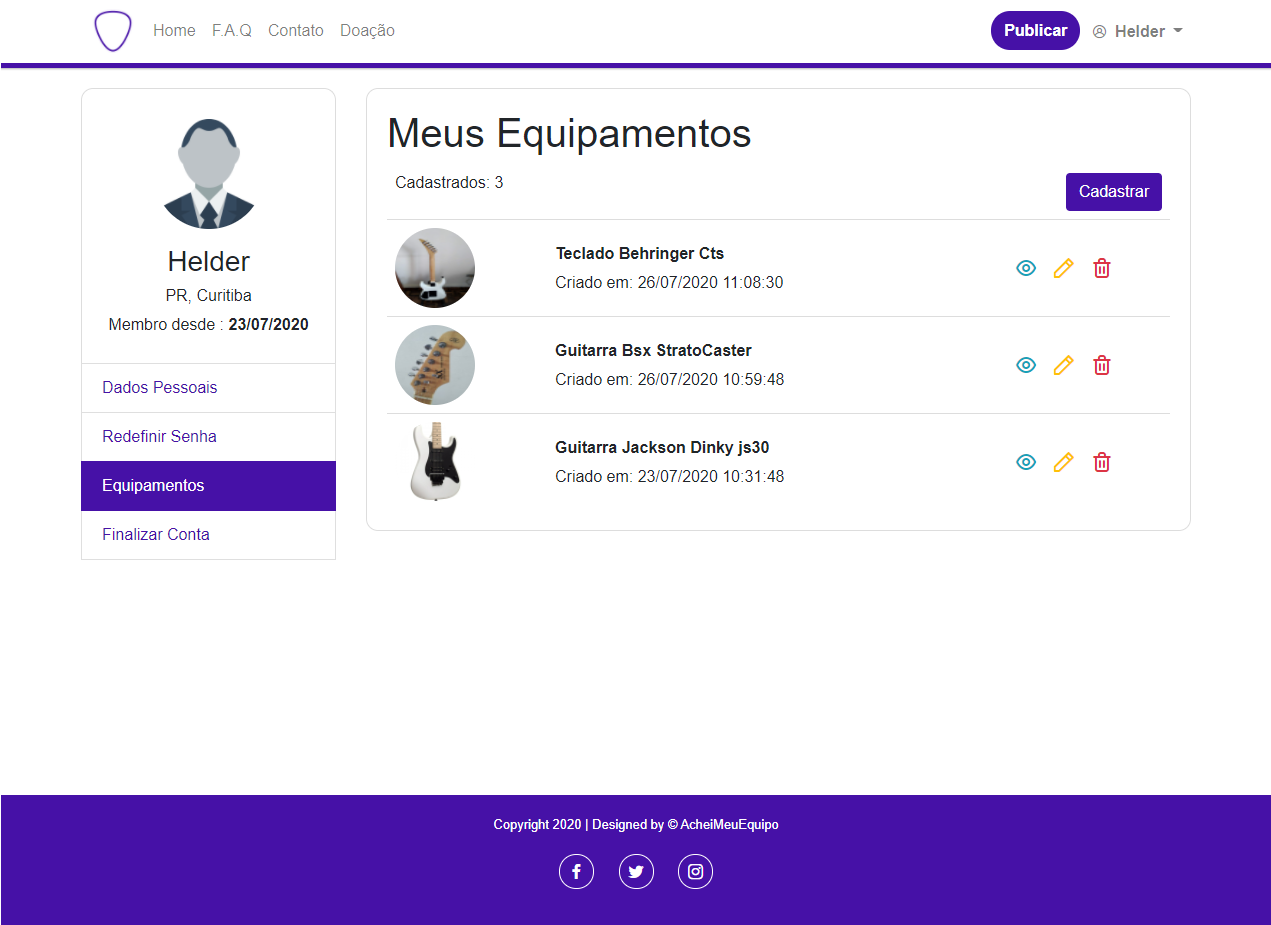 Home F.A.Q Contato Doação Publicar Helder
Helder
PR, Curitiba
Membro desde : 23/07/2020
Dados Pessoais
Redefinir Senha
Equipamentos
Finalizar Conta
Meus Equipamentos
Cadastrados: 3
Cadastrar
Teclado Behringer Cts
Criado em: 26/07/2020 11:08:30
Guitarra Bsx StratoCaster
Criado em: 26/07/2020 10:59:48
Guitarra Jackson Dinky js30
Criado em: 23/07/2020 10:31:48
Copyright 2020 | Designed by © AcheiMeuEquipo